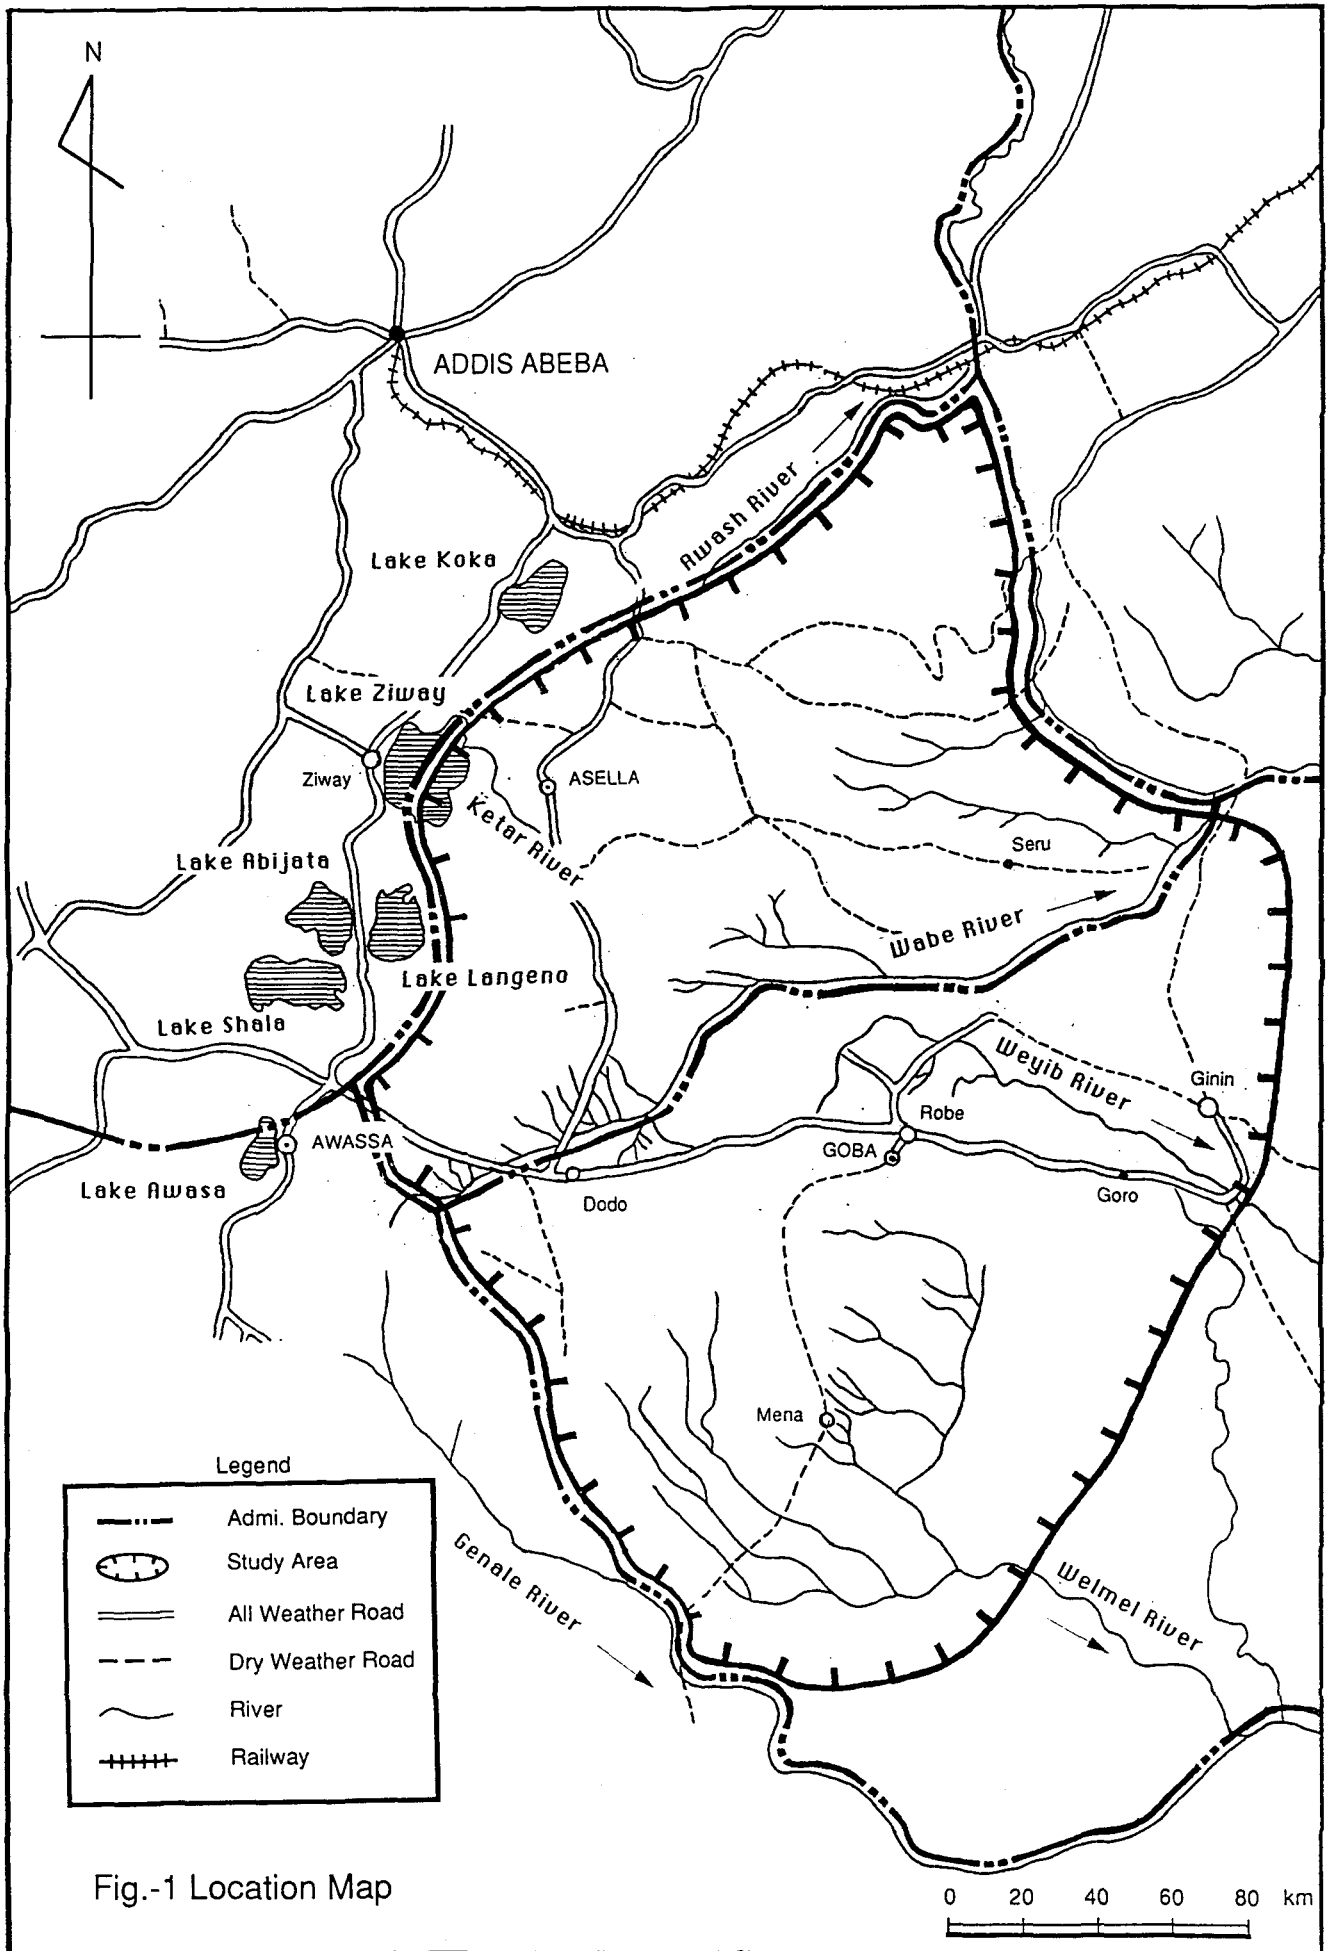 N
ADDIS ABEBA
Awash River
Lake Koka
Lake Ziway
Ziway
ASELLA
Ketar River
Seru
Lake Abijata
Wabe River
Lake Langeno
Lake Shala
Weyib River
Ginin
Robe
AWASSA
GOBA
Lake Awasa
Dodo
Goro
Mena
Legend
Admi. Boundary
Study Area
All Weather Road
Dry Weather Road
River
Railway
Genale River
Welmel River
Fig.-1 Location Map
0 20 40 60 80 km